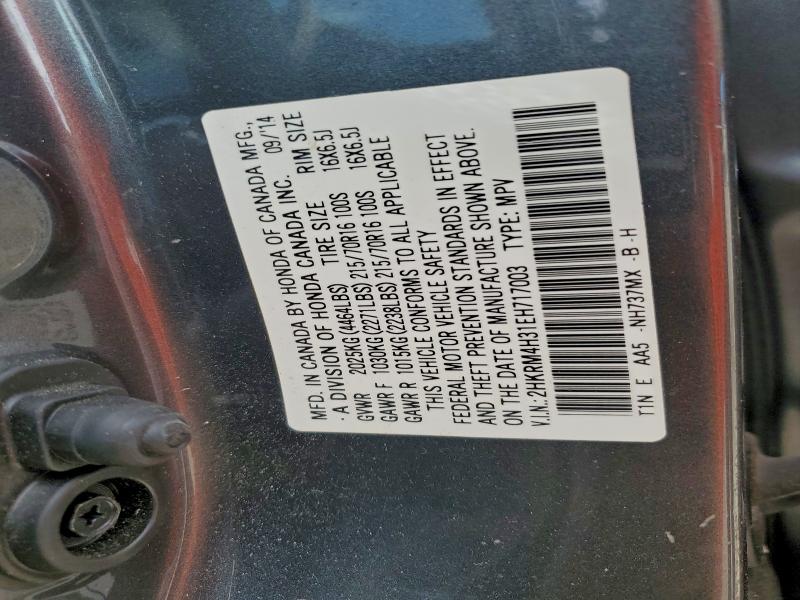 MFD. IN CANADA BY HONDA OF CANADA MFG.,
· A DIVISION OF HONDA CANADA INC. 09/'14
GVWR 2025KG (4464LBS) TIRE SIZE RIM SIZE
GAWR F 1030KG (2271LBS) 215/70R16 100S 16X6.5J
GAWR R 1015KG (2238LBS) 215/70R16 100S 16X6.5J
THIS VEHICLE CONFORMS TO ALL APPLICABLE
FEDERAL MOTOR VEHICLE SAFETY
AND THEFT PREVENTION STANDARDS IN EFFECT
ON THE DATE OF MANUFACTURE SHOWN ABOVE.
V.I.N.: 2HKRM4H31EH717003 TYPE: MPV
T1N E AA5 -NH737MX -B -H